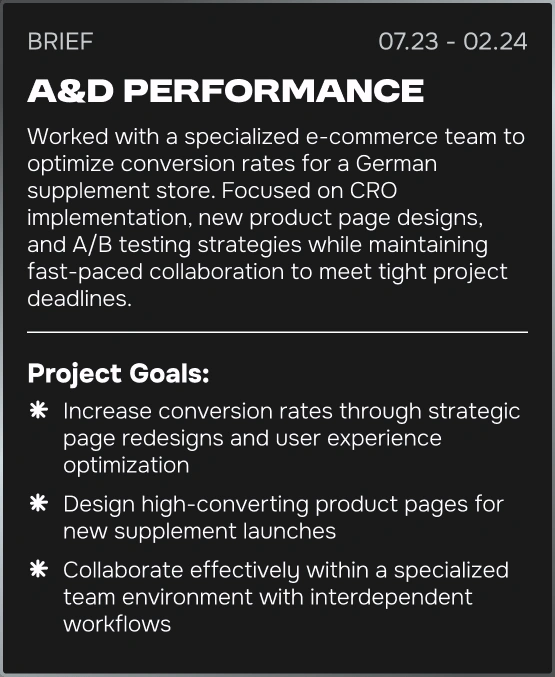 BRIEF 07.23 - 02.24
A&D PERFORMANCE
Worked with a specialized e-commerce team to
optimize conversion rates for a German
supplement store. Focused on CRO
implementation, new product page designs,
and A/B testing strategies while maintaining
fast-paced collaboration to meet tight project
deadlines.
Project Goals:
Increase conversion rates through strategic
page redesigns and user experience
optimization
Design high-converting product pages for
new supplement launches
Collaborate effectively within a specialized
team environment with interdependent
workflows